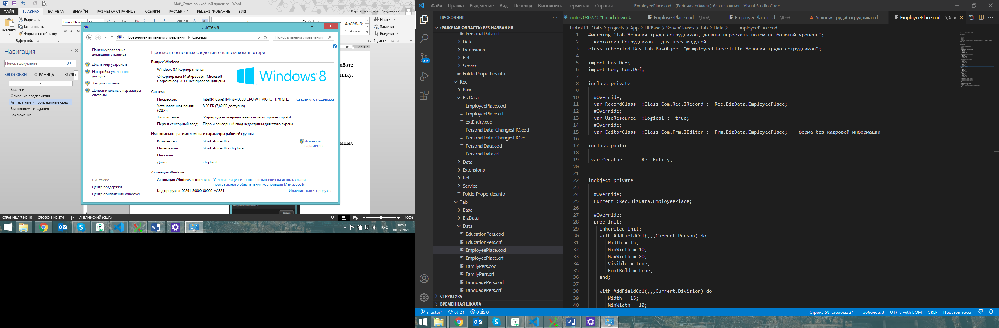 Мой_Отчет по учебной практике - Word
Курбатова Софья Андреевна
ФАЙЛ ГЛАВНАЯ ВСТАВКА ДИЗАЙН РАЗМЕТКА СТРАНИЦЫ ССЫЛКИ РАССЫЛКИ РЕЦЕНЗИРОВАНИЕ ВИД
Вставить
Вырезать
Копировать
Формат по образцу
Буфер обмена
Times New F 14
Ж К Ч
АаБбВвГг
Слабое в...
Найти
Заменить
Выделить
Редактирование
Навигация
Поиск в документе
ЗАГОЛОВКИ СТРАНИЦЫ РЕЗУЛЬ
Введение
Описание предприятия
Аппаратные и программные сред...
Выполняемые задания
Заключение
16 17
аботе
нику,
мных
Система
Все элементы панели управления Система
Поиск в панели управления
Панель управления —
домашняя страница
Диспетчер устройств
Настройка удаленного
доступа
Защита системы
Дополнительные параметры
системы
См. также
Центр поддержки
Центр обновления Windows
Просмотр основных сведений о вашем компьютере
Выпуск Windows
Windows 8.1 Корпоративная
© Корпорация Майкрософт (Microsoft
Corporation), 2013. Все права защищены.
Windows 8
Система
Процессор: Intel(R) Core(TM) i3-4005U CPU @ 1.70GHz 1.70 GHz
Сведения о поддержке
Установленная память
(ОЗУ):
8,00 ГБ (7,82 ГБ доступно)
Тип системы: 64-разрядная операционная система, процессор x64
Перо и сенсорный ввод: Перо и сенсорный ввод недоступны для этого экрана
Имя компьютера, имя домена и параметры рабочей группы
Компьютер: SKurbatova-BLG
Изменить
параметры
Полное имя: SKurbatova-BLG.cbg.local
Описание:
Домен: cbg.local
Активация Windows
Активация Windows выполнена Условия лицензионного соглашения на использование
программного обеспечения корпорации Майкрософт
Код продукта: 00261-30000-00000-AA825
Изменить ключ продукта
http://www.turbosolution.ru
Закрыть
СТРАНИЦА 7 ИЗ 10 СЛОВО 1 ИЗ 974 АНГЛИЙСКИЙ (США) 100%
РУС
10:50
08.07.2021
Файл Правка Выделение Вид Переход Выполнить Терминал Справка
EmployeePlace.cod - (Рабочая область) без названия - Visual Studio Code
ПРОВОДНИК
(РАБОЧАЯ ОБЛАСТЬ) БЕЗ НАЗВАНИЯ
313
PersonalData.crf
Data
Extensions
Ref
Service
FolderProperties.nfo
Rec
Base
BizData
EmployeePlace.cod
EmployeePlace.crf
extEntity.cod
PersonalData_ChangesFIO.cod
PersonalData_ChangesFIO.crf
PersonalData.cod
PersonalData.crf
Data
Extensions
Ref
Service
FolderProperties.nfo
Tab
Base
BizData
Data
EducationPers.cod
EducationPers.crf
EmployeePlace.cod
EmployeePlace.crf
FamilyPers.cod
FamilyPers.crf
LanguagePers.cod
LanguagePers.crf
СТРУКТУРА
ВРЕМЕННАЯ ШКАЛА
notes 08072021.markdown U
EmployeePlace.cod ...\Frm\...
EmployeePlace.cod ...\Rec\...
УсловияТрудаСотрудника.crf
EmployeePlace.cod ...\Data
TurboERP_1045 > projects > App > HRBase > ServerClasses > Tab > Data > EmployeePlace.cod
1 #warning 'Tab Условия труда сотрудников, должна переехать потом на базовый уровень';
2 --картотека Сотрудников - для всех модулей
3 class inherited Bas.Tab.BasObject "@EmployeePlace:Title=Условия труда сотрудников";
4
5 import Bas.Def;
6 import Com, Com.Def;
7
8 inclass private
9
10 #Override;
11 var RecordClass :Class Com.Rec.IRecord := Rec.BizData.EmployeePlace;
12 #Override;
13 var UseResource :Logical := true;
14 #Override;
15 var EditorClass :Class Com.Frm.IEditor := Frm.BizData.EmployeePlace; --форма без кадровой информации
16
17 inclass public
18
19 var Creator :Rec_Entity;
20
21
22 inobject private
23
24 #Override;
25 Current :Rec.BizData.EmployeePlace;
26
27 #Override;
28 proc Init;
29 inherited Init;
30 with AddFieldCol(,,,Current.Person) do
31 Width = 15;
32 MinWidth = 10;
33 MaxWidth = 80;
34 Visible = true;
35 FontBold = true;
36 end;
37
38 with AddFieldCol(,,,Current.Division) do
39 Width = 15;
40 MinWidth = 10;
master* 0↓ 2↑ 0 0
Строка 58, столбец 24 Пробелов: 3 UTF-8 with BOM CRLF Простой текст